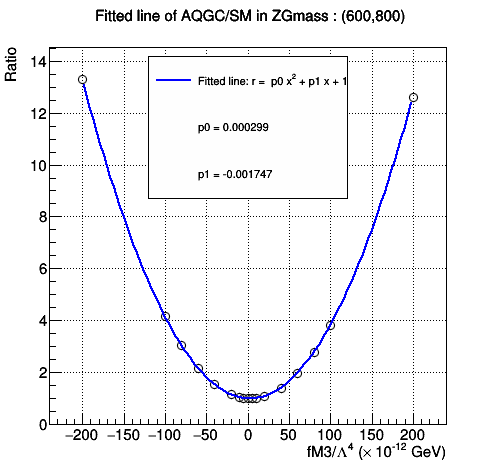 Fitted line of AQGC/SM in ZGmass : (600,800)
Ratio
14
12
10
8
6
4
2
0
Fitted line: r = p0 x² + p1 x + 1
p0 = 0.000299
p1 = -0.001747
−200 −150 −100 −50 0 50 100 150 200
fM3/Λ⁴ (× 10⁻¹² GeV)